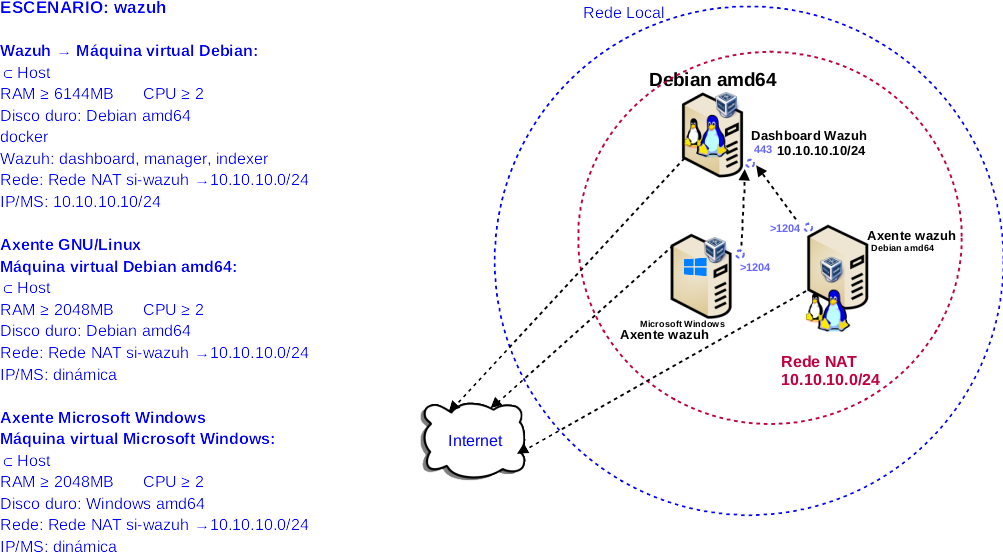 ESCENARIO: wazuh
Wazuh → Máquina virtual Debian:
⊂ Host
RAM ≥ 6144MB CPU ≥ 2
Disco duro: Debian amd64
docker
Wazuh: dashboard, manager, indexer
Rede: Rede NAT si-wazuh →10.10.10.0/24
IP/MS: 10.10.10.10/24
Axente GNU/Linux
Máquina virtual Debian amd64:
⊂ Host
RAM ≥ 2048MB CPU ≥ 2
Disco duro: Debian amd64
Rede: Rede NAT si-wazuh →10.10.10.0/24
IP/MS: dinámica
Axente Microsoft Windows
Máquina virtual Microsoft Windows:
⊂ Host
RAM ≥ 2048MB CPU ≥ 2
Disco duro: Windows amd64
Rede: Rede NAT si-wazuh →10.10.10.0/24
IP/MS: dinámica
Rede Local
Debian amd64
Dashboard Wazuh
443 10.10.10.10/24
>1204
Axente wazuh
Debian amd64
>1204
Microsoft Windows
Axente wazuh
Rede NAT
10.10.10.0/24
Internet